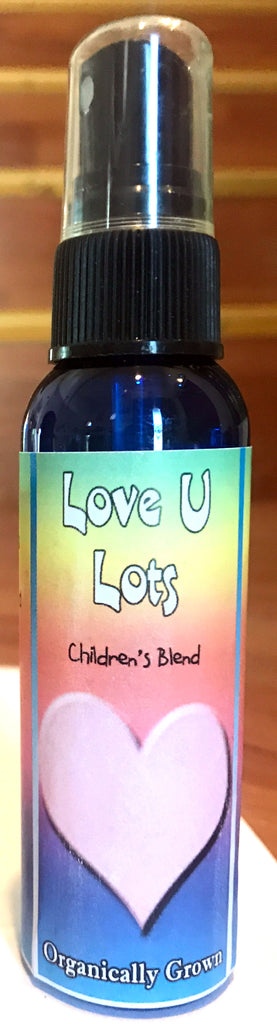 Love U
Lots
Children's Blend
Organically Grown